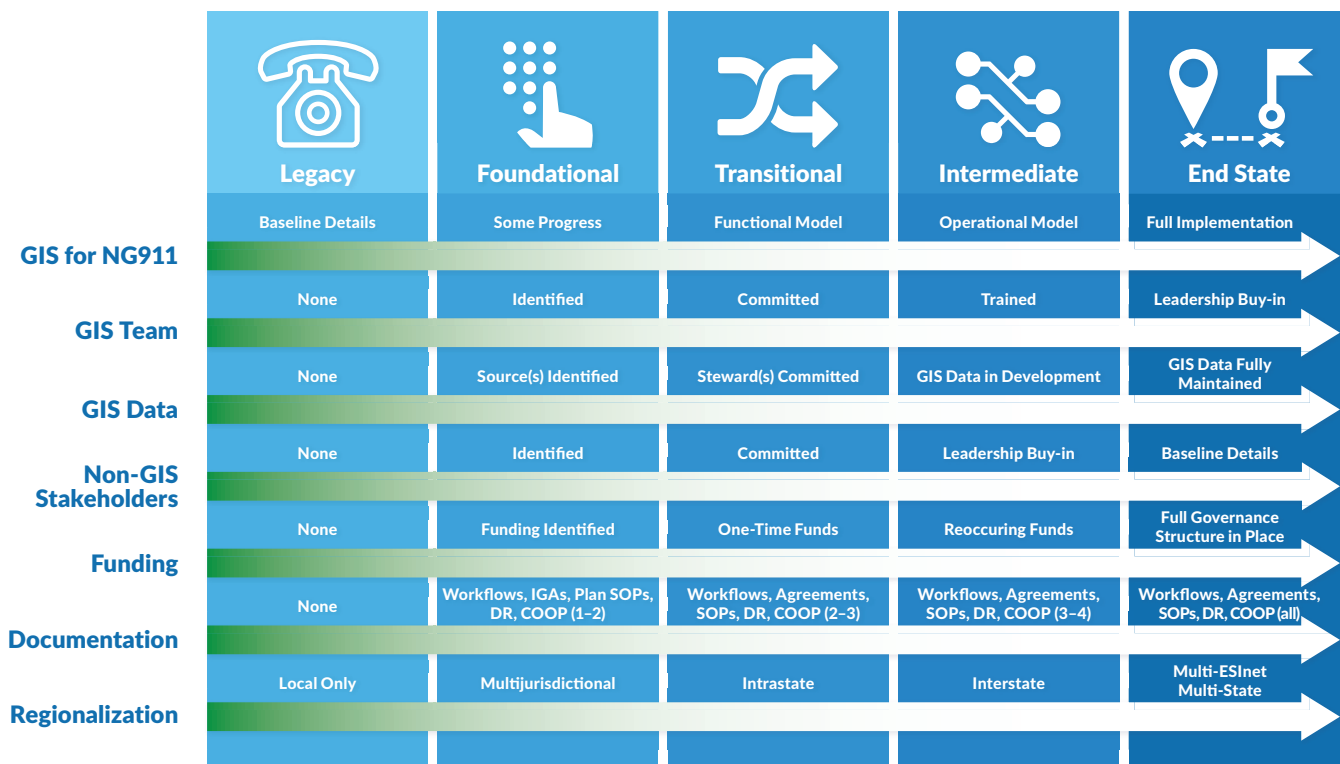 Legacy
Foundational
Transitional
Intermediate
End State
Baseline Details
Some Progress
Functional Model
Operational Model
Full Implementation
GIS for NG911
None
Identified
Committed
Trained
Leadership Buy-in
GIS Team
None
Source(s) Identified
Steward(s) Committed
GIS Data in Development
GIS Data Fully
Maintained
GIS Data
None
Identified
Committed
Leadership Buy-in
Baseline Details
Non-GIS
Stakeholders
None
Funding Identified
One-Time Funds
Reoccuring Funds
Full Governance
Structure in Place
Funding
None
Workflows, IGAs, Plan SOPs,
DR, COOP (1–2)
Workflows, Agreements,
SOPs, DR, COOP (2–3)
Workflows, Agreements,
SOPs, DR, COOP (3–4)
Workflows, Agreements,
SOPs, DR, COOP (all)
Documentation
Local Only
Multijurisdictional
Intrastate
Interstate
Multi-ESInet
Multi-State
Regionalization